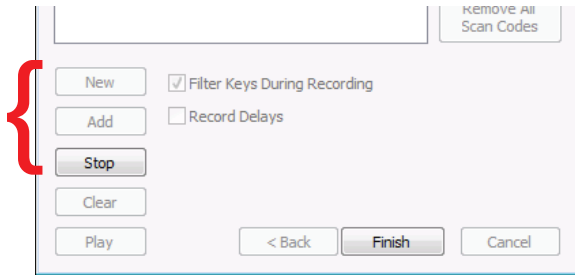 Remove All
Scan Codes
New
Filter Keys During Recording
Add
Record Delays
Stop
Clear
Play
< Back
Finish
Cancel